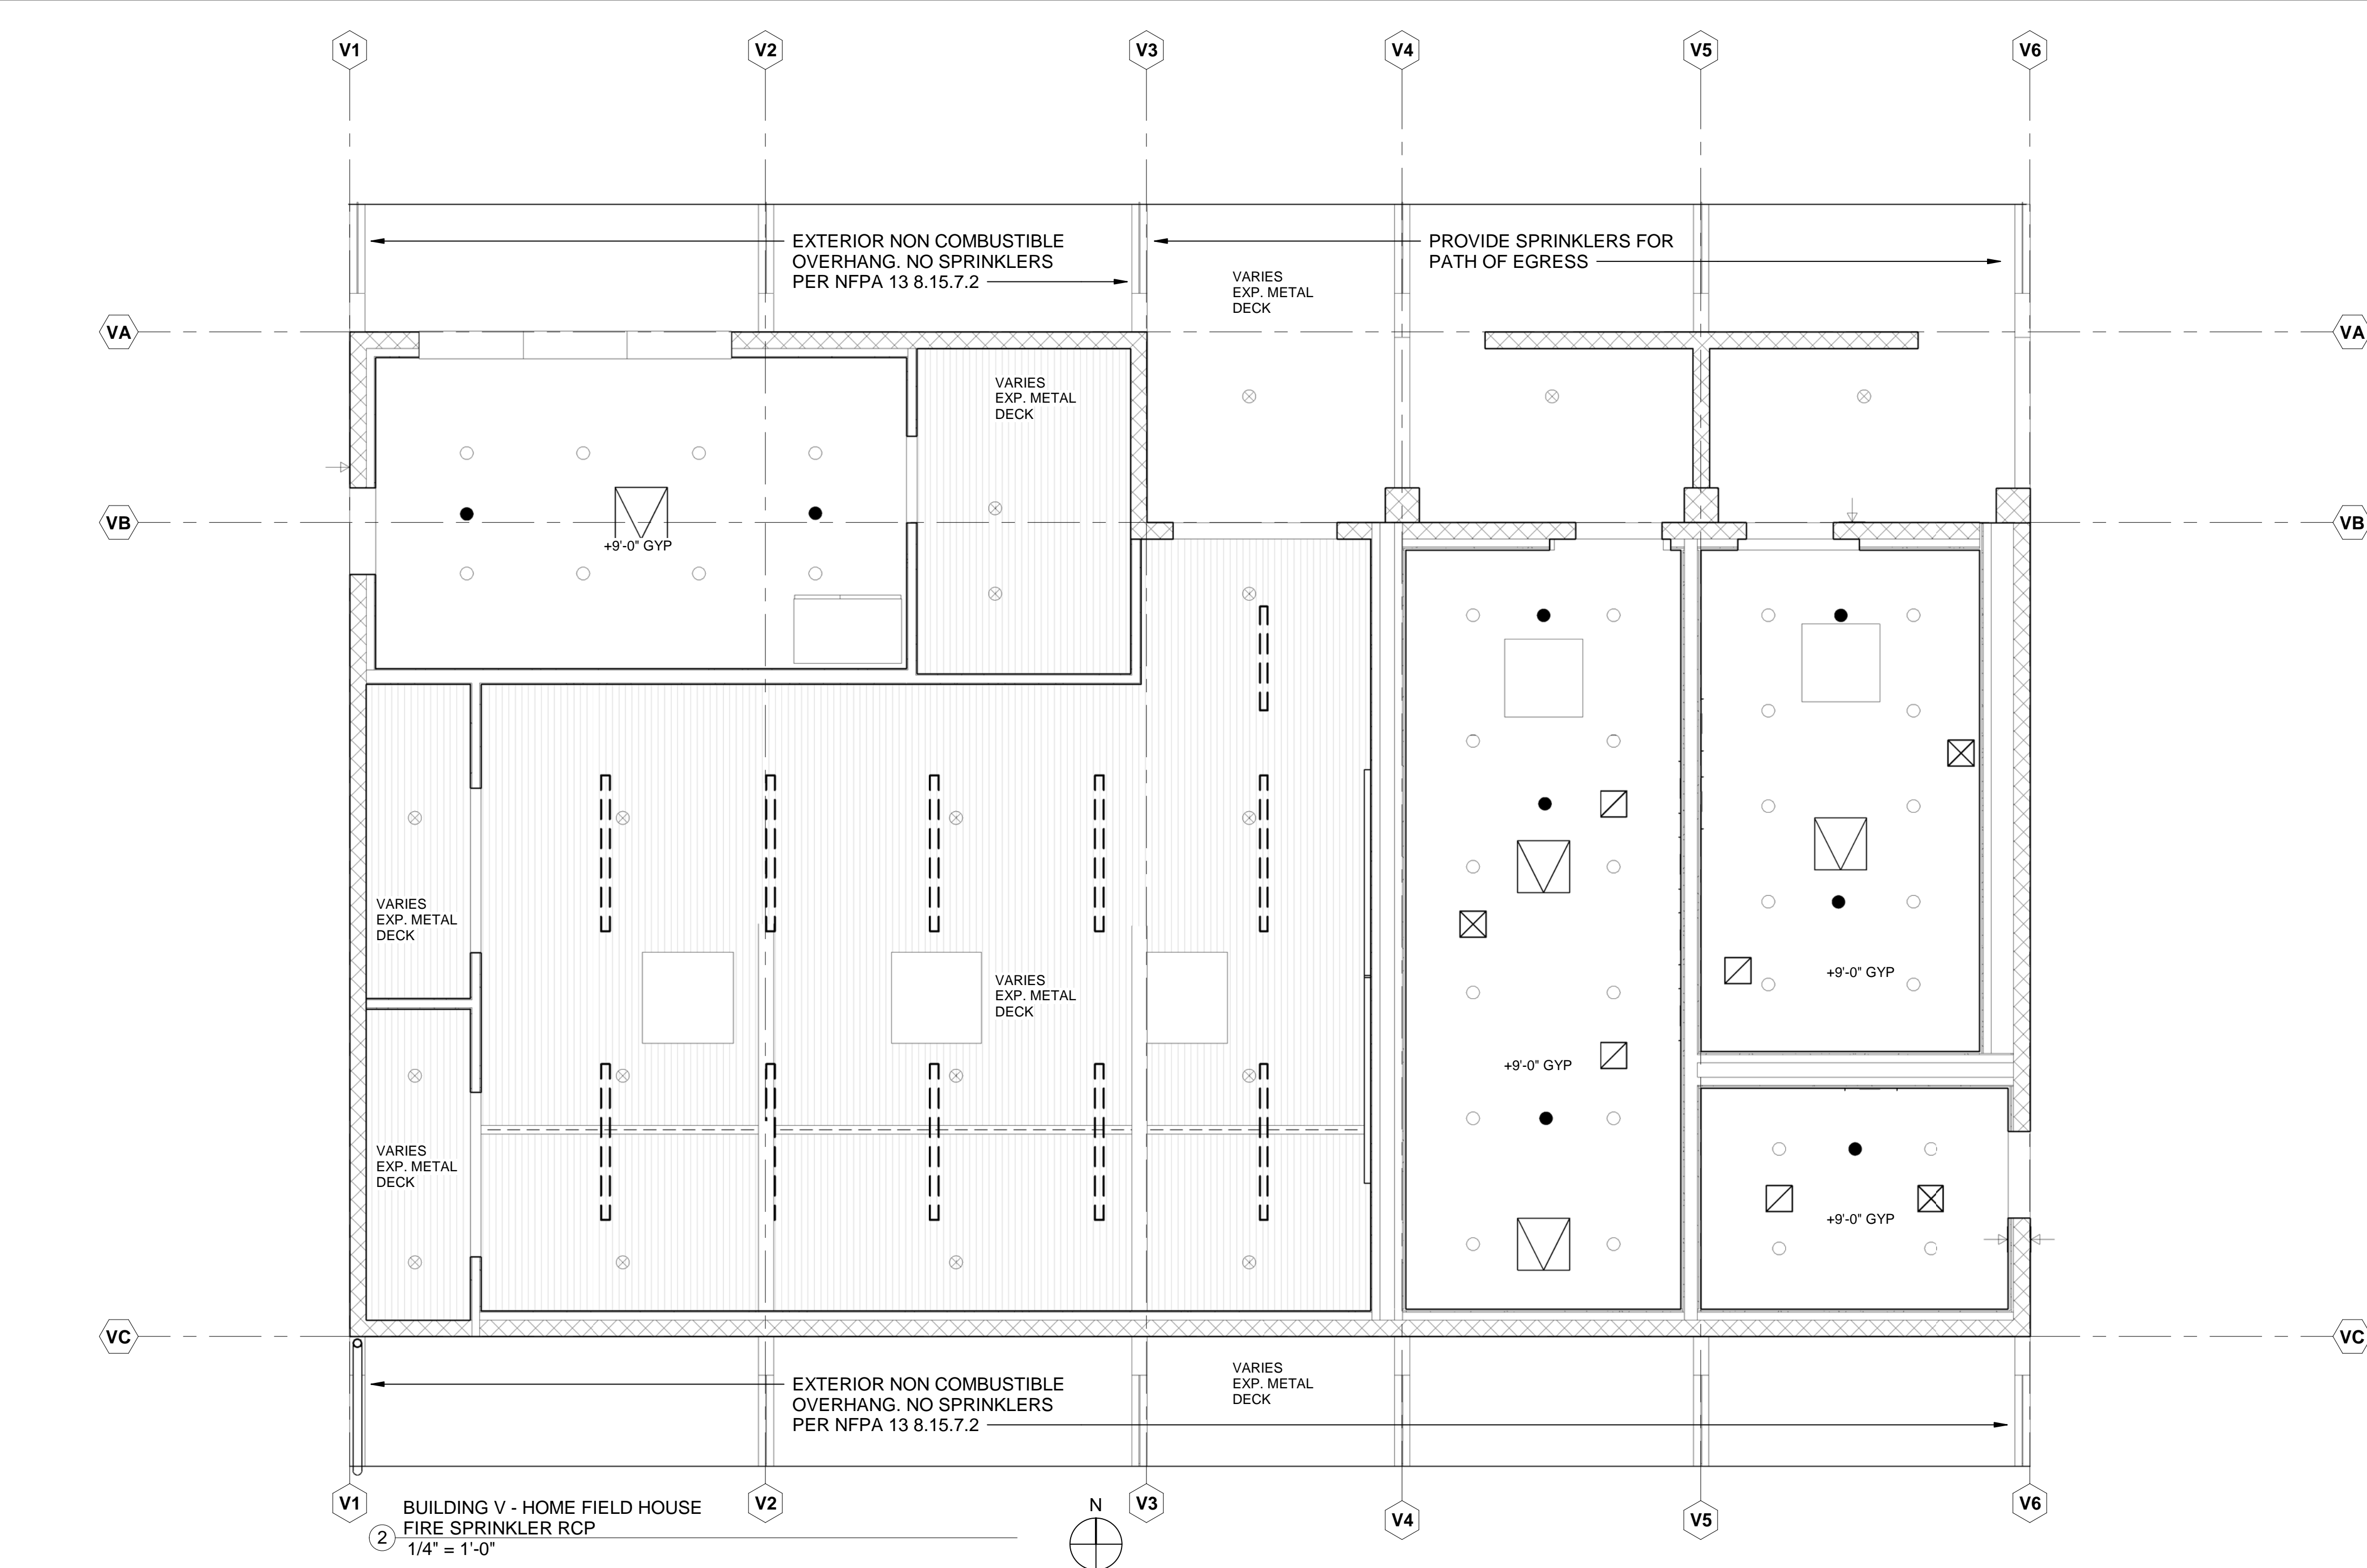 V1
V2
V3
V4
V5
V6
EXTERIOR NON COMBUSTIBLE
OVERHANG. NO SPRINKLERS
PER NFPA 13 8.15.7.2
PROVIDE SPRINKLERS FOR
PATH OF EGRESS
VARIES
EXP. METAL
DECK
VA
VA
VARIES
EXP. METAL
DECK
VB
VB
+9'-0" GYP
VARIES
EXP. METAL
DECK
VARIES
EXP. METAL
DECK
+9'-0" GYP
+9'-0" GYP
VARIES
EXP. METAL
DECK
+9'-0" GYP
VC
VC
EXTERIOR NON COMBUSTIBLE
OVERHANG. NO SPRINKLERS
PER NFPA 13 8.15.7.2
VARIES
EXP. METAL
DECK
V1
V2
V3
V4
V5
V6
2
BUILDING V - HOME FIELD HOUSE
FIRE SPRINKLER RCP
1/4" = 1'-0"
N